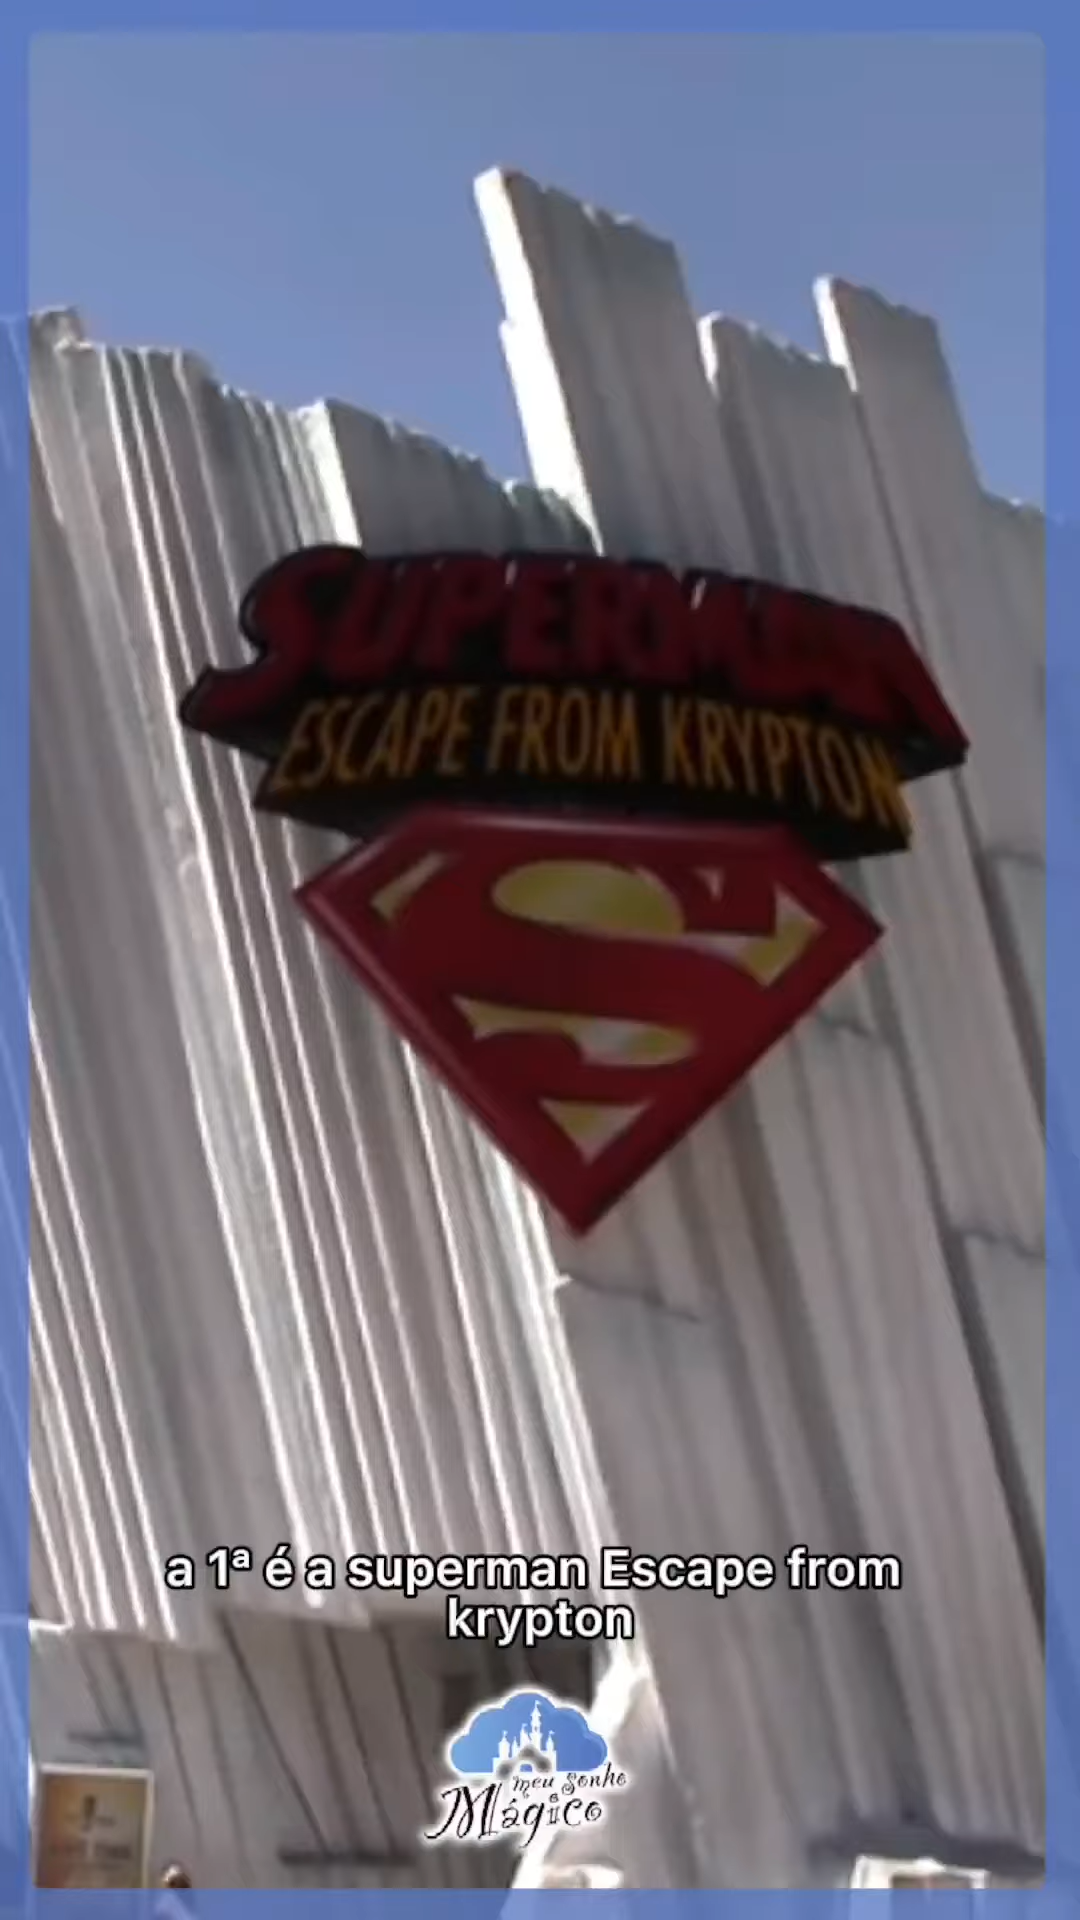 SUPERMAN
ESCAPE FROM KRYPTON
S
a 1ª é a superman Escape from
krypton
meu sonho
Mágico